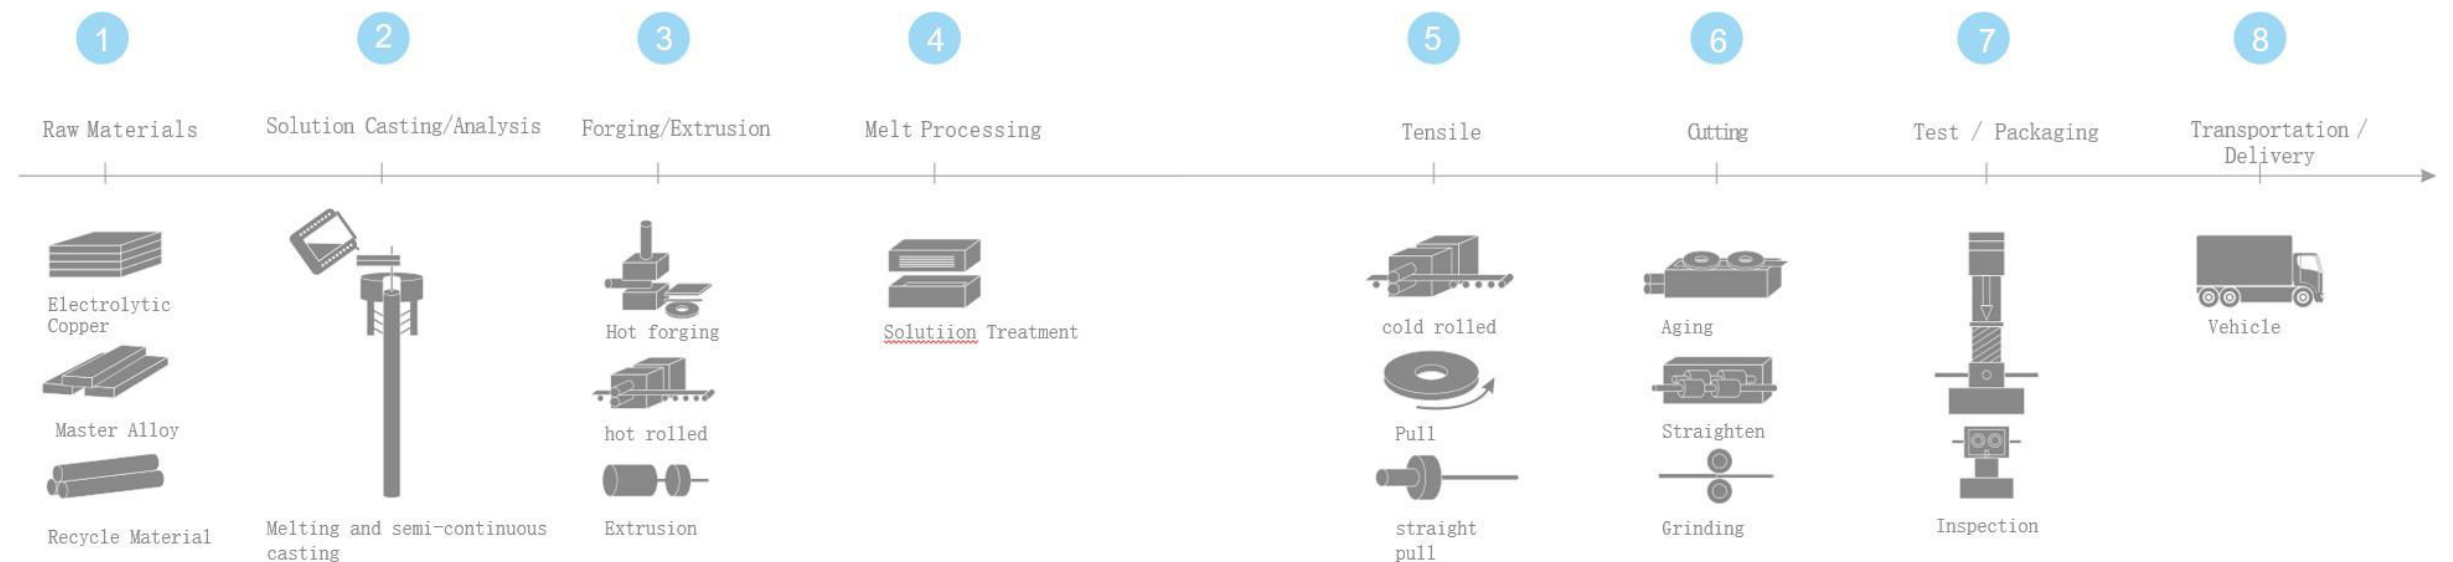 1
2
3
4
5
6
7
8
Raw Materials
Solution Casting/Analysis
Forging/Extrusion
Melt Processing
Tensile
Cutting
Test / Packaging
Transportation /
Delivery
Electrolytic
Copper
Master Alloy
Recycle Material
Melting and semi-continuous
casting
Hot forging
hot rolled
Extrusion
Solutiion Treatment
cold rolled
Pull
straight
pull
Aging
Straighten
Grinding
Inspection
Vehicle